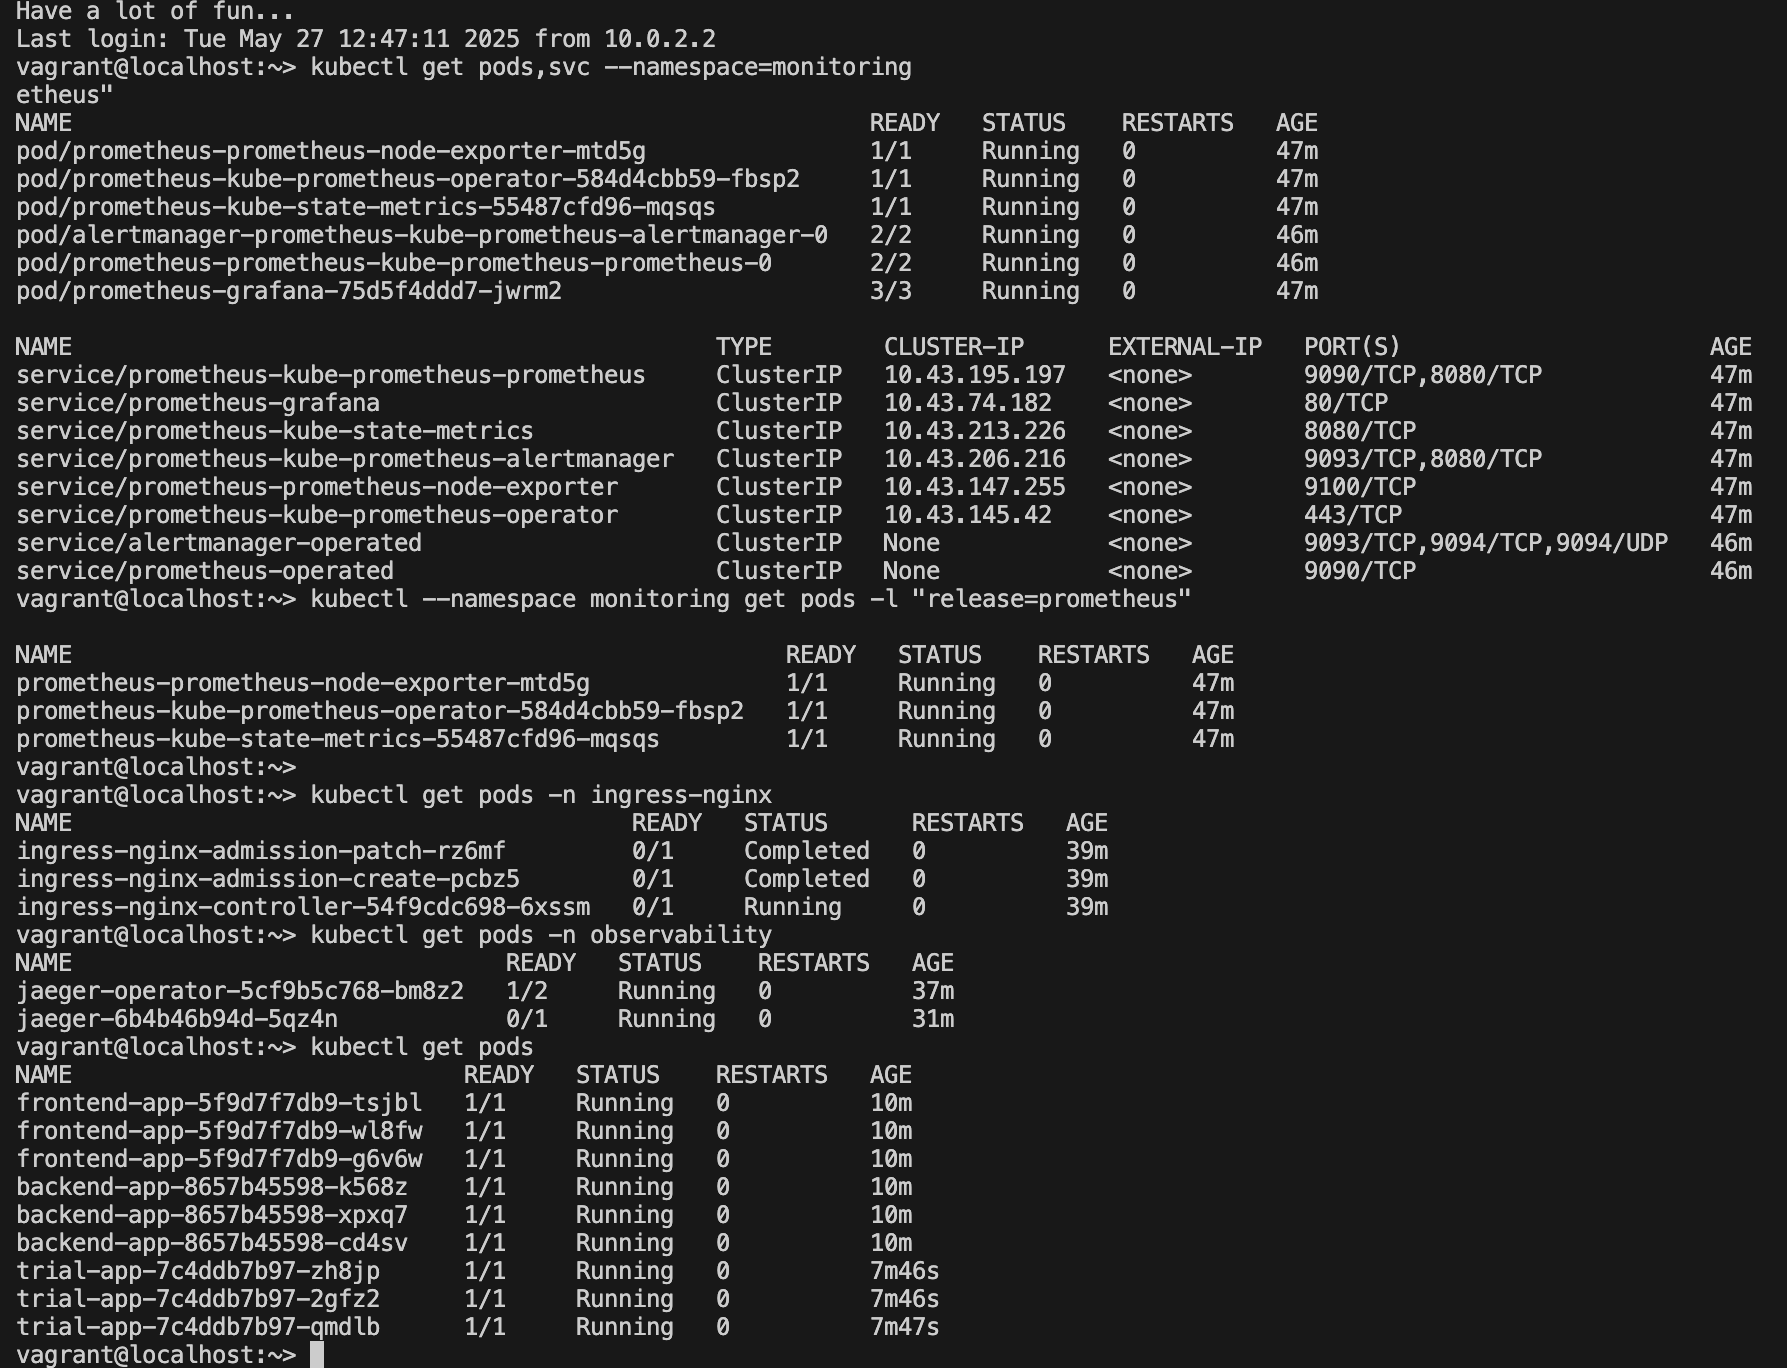 Have a lot of fun...
Last login: Tue May 27 12:47:11 2025 from 10.0.2.2
vagrant@localhost:~> kubectl get pods,svc --namespace=monitoring
etheus"
NAME READY STATUS RESTARTS AGE
pod/prometheus-prometheus-node-exporter-mtd5g 1/1 Running 0 47m
pod/prometheus-kube-prometheus-operator-584d4cbb59-fbsp2 1/1 Running 0 47m
pod/prometheus-kube-state-metrics-55487cfd96-mqsqs 1/1 Running 0 47m
pod/alertmanager-prometheus-kube-prometheus-alertmanager-0 2/2 Running 0 46m
pod/prometheus-prometheus-kube-prometheus-prometheus-0 2/2 Running 0 46m
pod/prometheus-grafana-75d5f4ddd7-jwrm2 3/3 Running 0 47m
NAME TYPE CLUSTER-IP EXTERNAL-IP PORT(S) AGE
service/prometheus-kube-prometheus-prometheus ClusterIP 10.43.195.197 <none> 9090/TCP,8080/TCP 47m
service/prometheus-grafana ClusterIP 10.43.74.182 <none> 80/TCP 47m
service/prometheus-kube-state-metrics ClusterIP 10.43.213.226 <none> 8080/TCP 47m
service/prometheus-kube-prometheus-alertmanager ClusterIP 10.43.206.216 <none> 9093/TCP,8080/TCP 47m
service/prometheus-prometheus-node-exporter ClusterIP 10.43.147.255 <none> 9100/TCP 47m
service/prometheus-kube-prometheus-operator ClusterIP 10.43.145.42 <none> 443/TCP 47m
service/alertmanager-operated ClusterIP None <none> 9093/TCP,9094/TCP,9094/UDP 46m
service/prometheus-operated ClusterIP None <none> 9090/TCP 46m
vagrant@localhost:~> kubectl --namespace monitoring get pods -l "release=prometheus"
NAME READY STATUS RESTARTS AGE
prometheus-prometheus-node-exporter-mtd5g 1/1 Running 0 47m
prometheus-kube-prometheus-operator-584d4cbb59-fbsp2 1/1 Running 0 47m
prometheus-kube-state-metrics-55487cfd96-mqsqs 1/1 Running 0 47m
vagrant@localhost:~>
vagrant@localhost:~> kubectl get pods -n ingress-nginx
NAME READY STATUS RESTARTS AGE
ingress-nginx-admission-patch-rz6mf 0/1 Completed 0 39m
ingress-nginx-admission-create-pcbz5 0/1 Completed 0 39m
ingress-nginx-controller-54f9cdc698-6xssm 0/1 Running 0 39m
vagrant@localhost:~> kubectl get pods -n observability
NAME READY STATUS RESTARTS AGE
jaeger-operator-5cf9b5c768-bm8z2 1/2 Running 0 37m
jaeger-6b4b46b94d-5qz4n 0/1 Running 0 31m
vagrant@localhost:~> kubectl get pods
NAME READY STATUS RESTARTS AGE
frontend-app-5f9d7f7db9-tsjbl 1/1 Running 0 10m
frontend-app-5f9d7f7db9-wl8fw 1/1 Running 0 10m
frontend-app-5f9d7f7db9-g6v6w 1/1 Running 0 10m
backend-app-8657b45598-k568z 1/1 Running 0 10m
backend-app-8657b45598-xpxq7 1/1 Running 0 10m
backend-app-8657b45598-cd4sv 1/1 Running 0 10m
trial-app-7c4ddb7b97-zh8jp 1/1 Running 0 7m46s
trial-app-7c4ddb7b97-2gfz2 1/1 Running 0 7m46s
trial-app-7c4ddb7b97-qmdlb 1/1 Running 0 7m47s
vagrant@localhost:~>